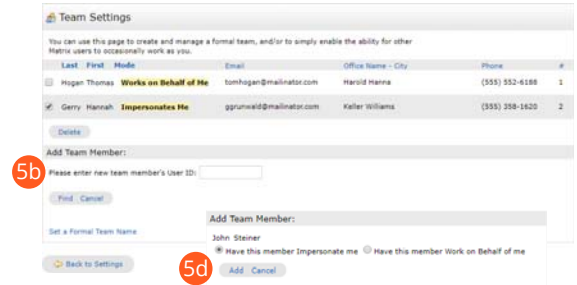 Team Settings
You can use this page to create and manage a formal team, and/or to simply enable the ability for other
Matrix users to occasionally work as you.
Last First Mode Email Office Name - City Phone #
Hogan Thomas Works on Behalf of Me tomhogan@mailinator.com Harold Hanna (555) 552-6188 1
Gerry Hannah Impersonates Me ggrunwald@mailinator.com Keller Williams (555) 358-1620 2
Delete
Add Team Member:
5b
Please enter new team member's User ID:
Find Cancel
Set a Formal Team Name
Back to Settings
Add Team Member:
John Steiner
Have this member Impersonate me Have this member Work on Behalf of me
5d
Add Cancel